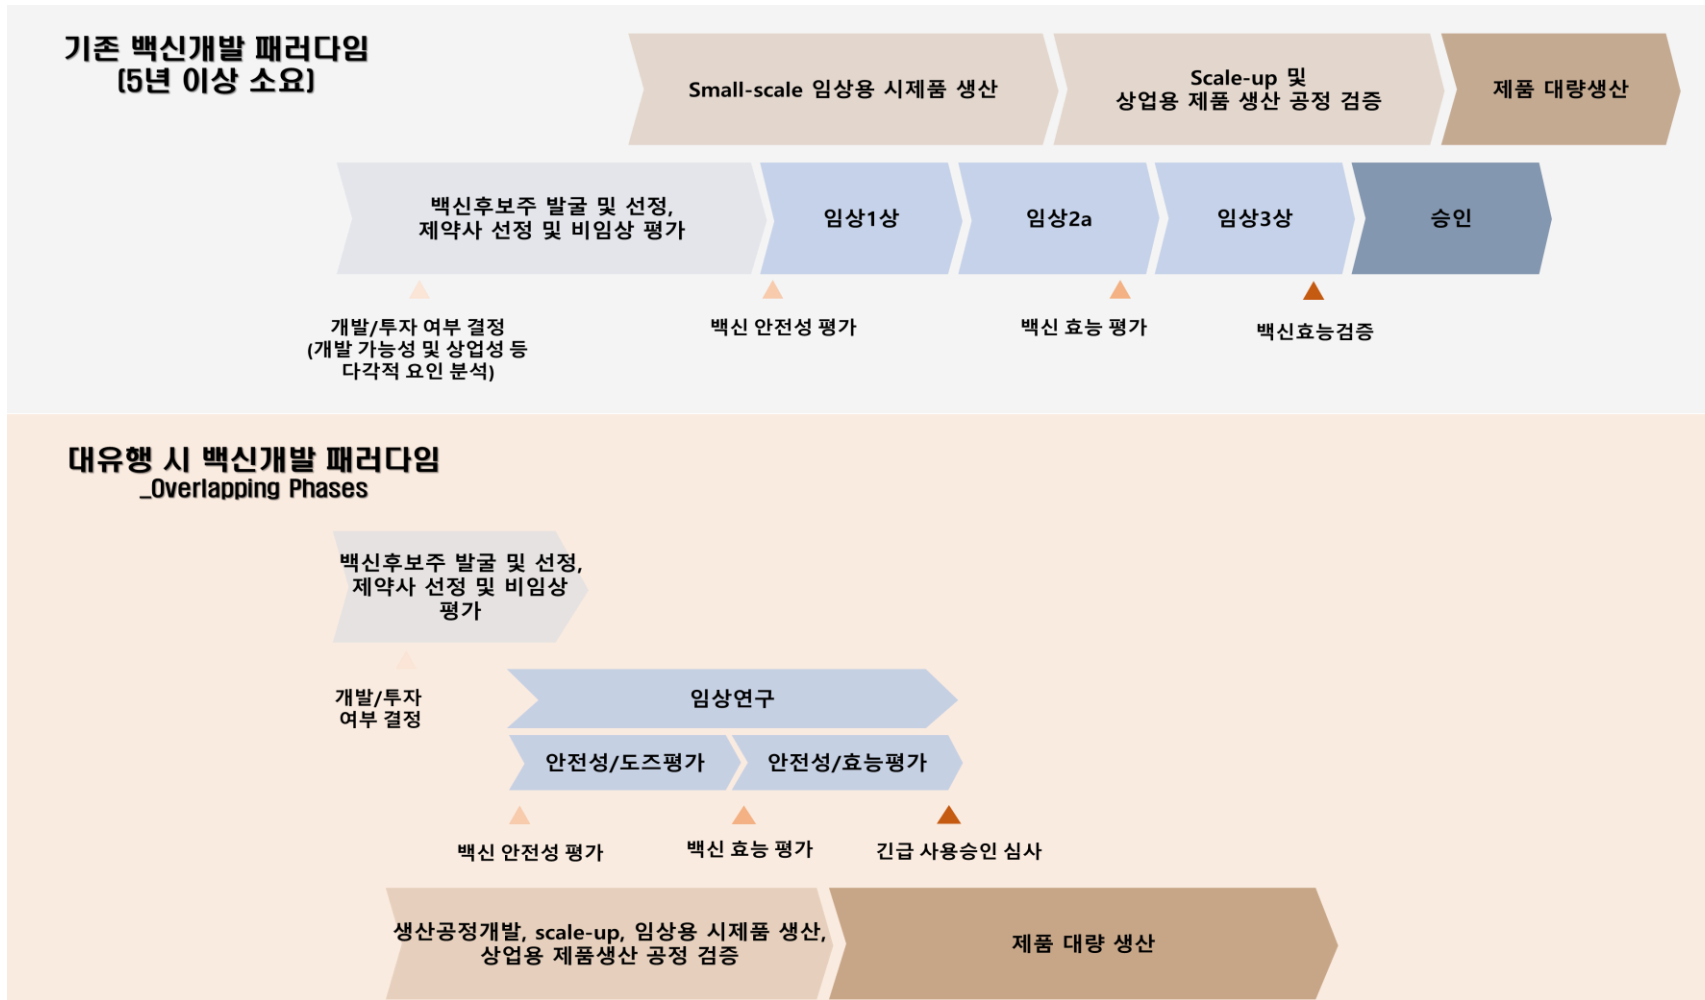 기존 백신개발 패러다임
(5년 이상 소요)
Small-scale 임상용 시제품 생산
Scale-up 및
상업용 제품 생산 공정 검증
제품 대량생산
백신후보주 발굴 및 선정,
제약사 선정 및 비임상 평가
임상1상
임상2a
임상3상
승인
개발/투자 여부 결정
(개발 가능성 및 상업성 등
다각적 요인 분석)
백신 안전성 평가
백신 효능 평가
백신효능검증
대유행 시 백신개발 패러다임
_Overlapping Phases
백신후보주 발굴 및 선정,
제약사 선정 및 비임상
평가
개발/투자
여부 결정
임상연구
안전성/도즈평가
안전성/효능평가
백신 안전성 평가
백신 효능 평가
긴급 사용승인 심사
생산공정개발, scale-up, 임상용 시제품 생산,
상업용 제품생산 공정 검증
제품 대량 생산